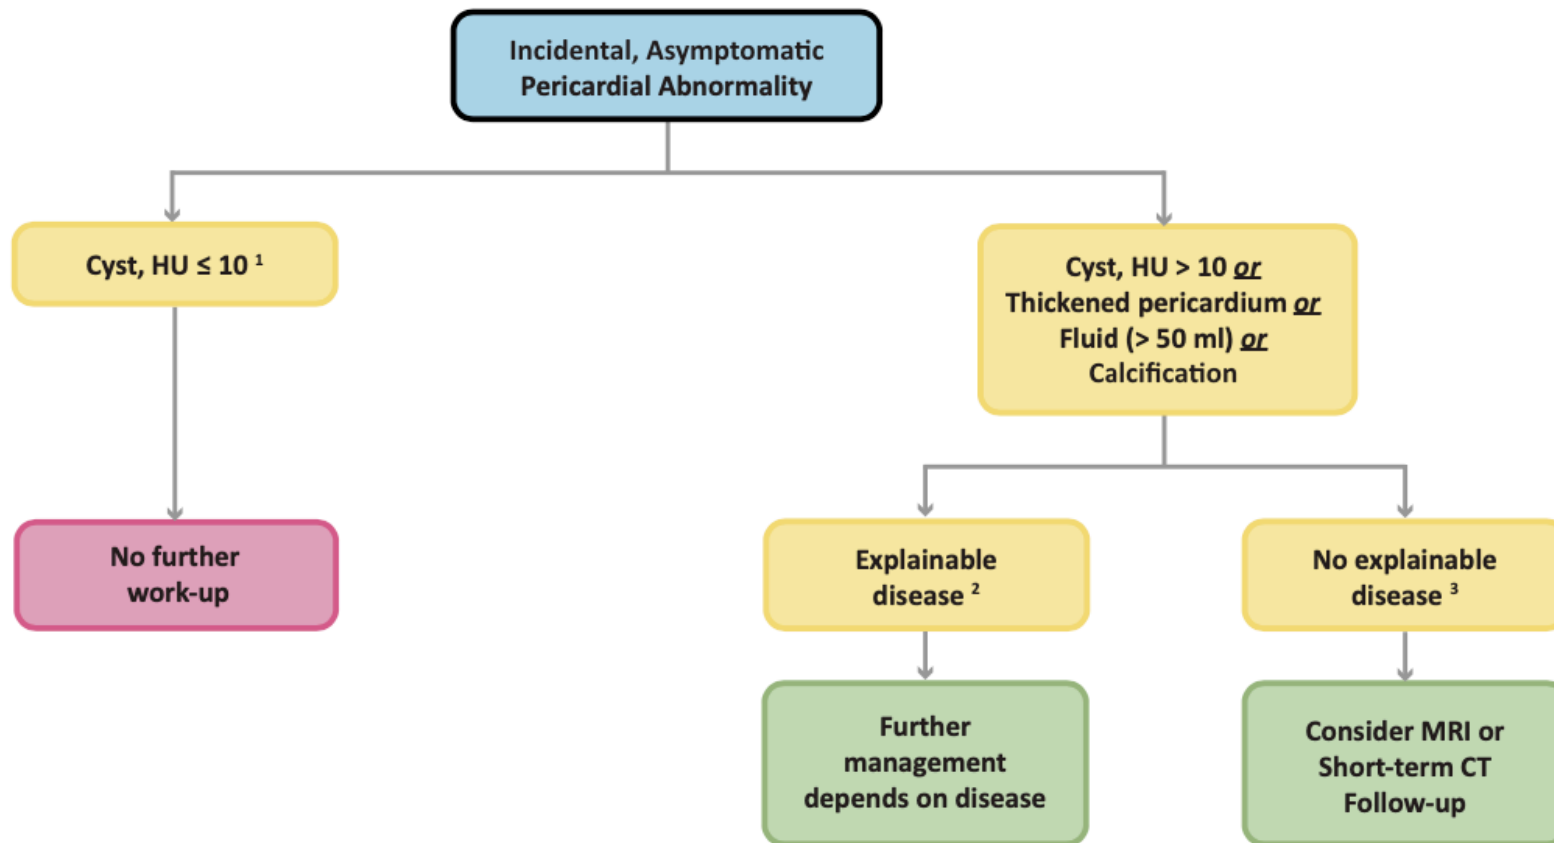 Incidental, Asymptomatic
Pericardial Abnormality
Cyst, HU ≤ 10 ¹
Cyst, HU > 10 or
Thickened pericardium or
Fluid (> 50 ml) or
Calcification
No further
work-up
Explainable
disease ²
No explainable
disease ³
Further
management
depends on disease
Consider MRI or
Short-term CT
Follow-up